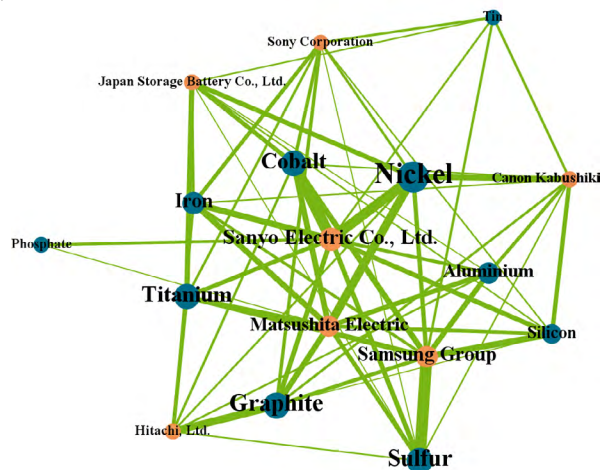 Tin
Sony Corporation
Japan Storage Battery Co., Ltd.
Cobalt
Nickel
Canon Kabushiki
Iron
Sanyo Electric Co., Ltd.
Phosphate
Aluminium
Titanium
Matsushita Electric
Silicon
Samsung Group
Graphite
Hitachi, Ltd.
Sulfur